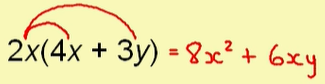 2x(4x + 3y) = 8x² + 6xy